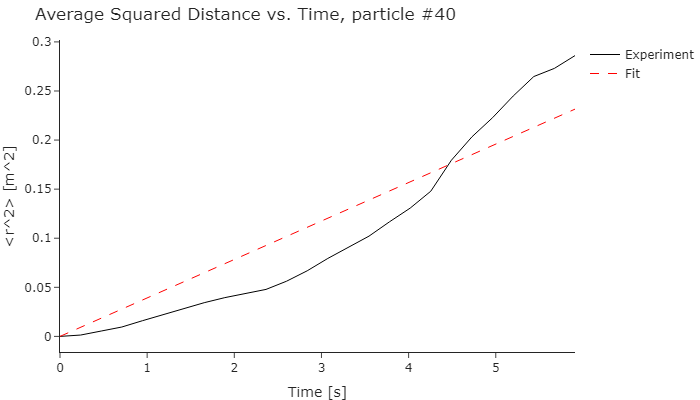 Average Squared Distance vs. Time, particle #40
<r^2> [m^2]
0.3
0.25
0.2
0.15
0.1
0.05
0
0 1 2 3 4 5
Time [s]
Experiment
Fit